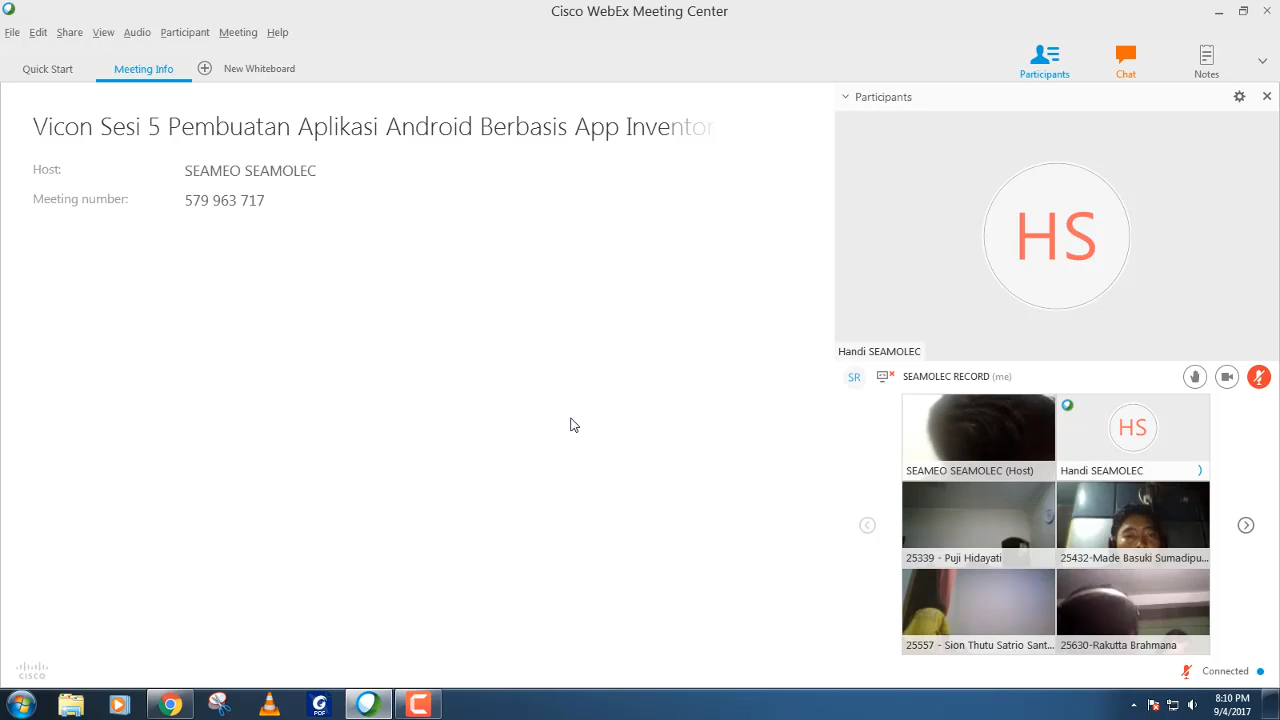 Cisco WebEx Meeting Center
File Edit Share View Audio Participant Meeting Help
Quick Start Meeting Info New Whiteboard
Participants Chat Notes
Participants
Vicon Sesi 5 Pembuatan Aplikasi Android Berbasis App Inventor
Host: SEAMEO SEAMOLEC
Meeting number: 579 963 717
HS
Handi SEAMOLEC
SR SEAMOLEC RECORD (me)
HS
SEAMEO SEAMOLEC (Host) Handi SEAMOLEC
25339 - Puji Hidayati 25432-Made Basuki Sumadipu...
25557 - Sion Thutu Satrio Sant... 25630-Rakutta Brahmana
cisco
Connected
PDF
8:10 PM
9/4/2017